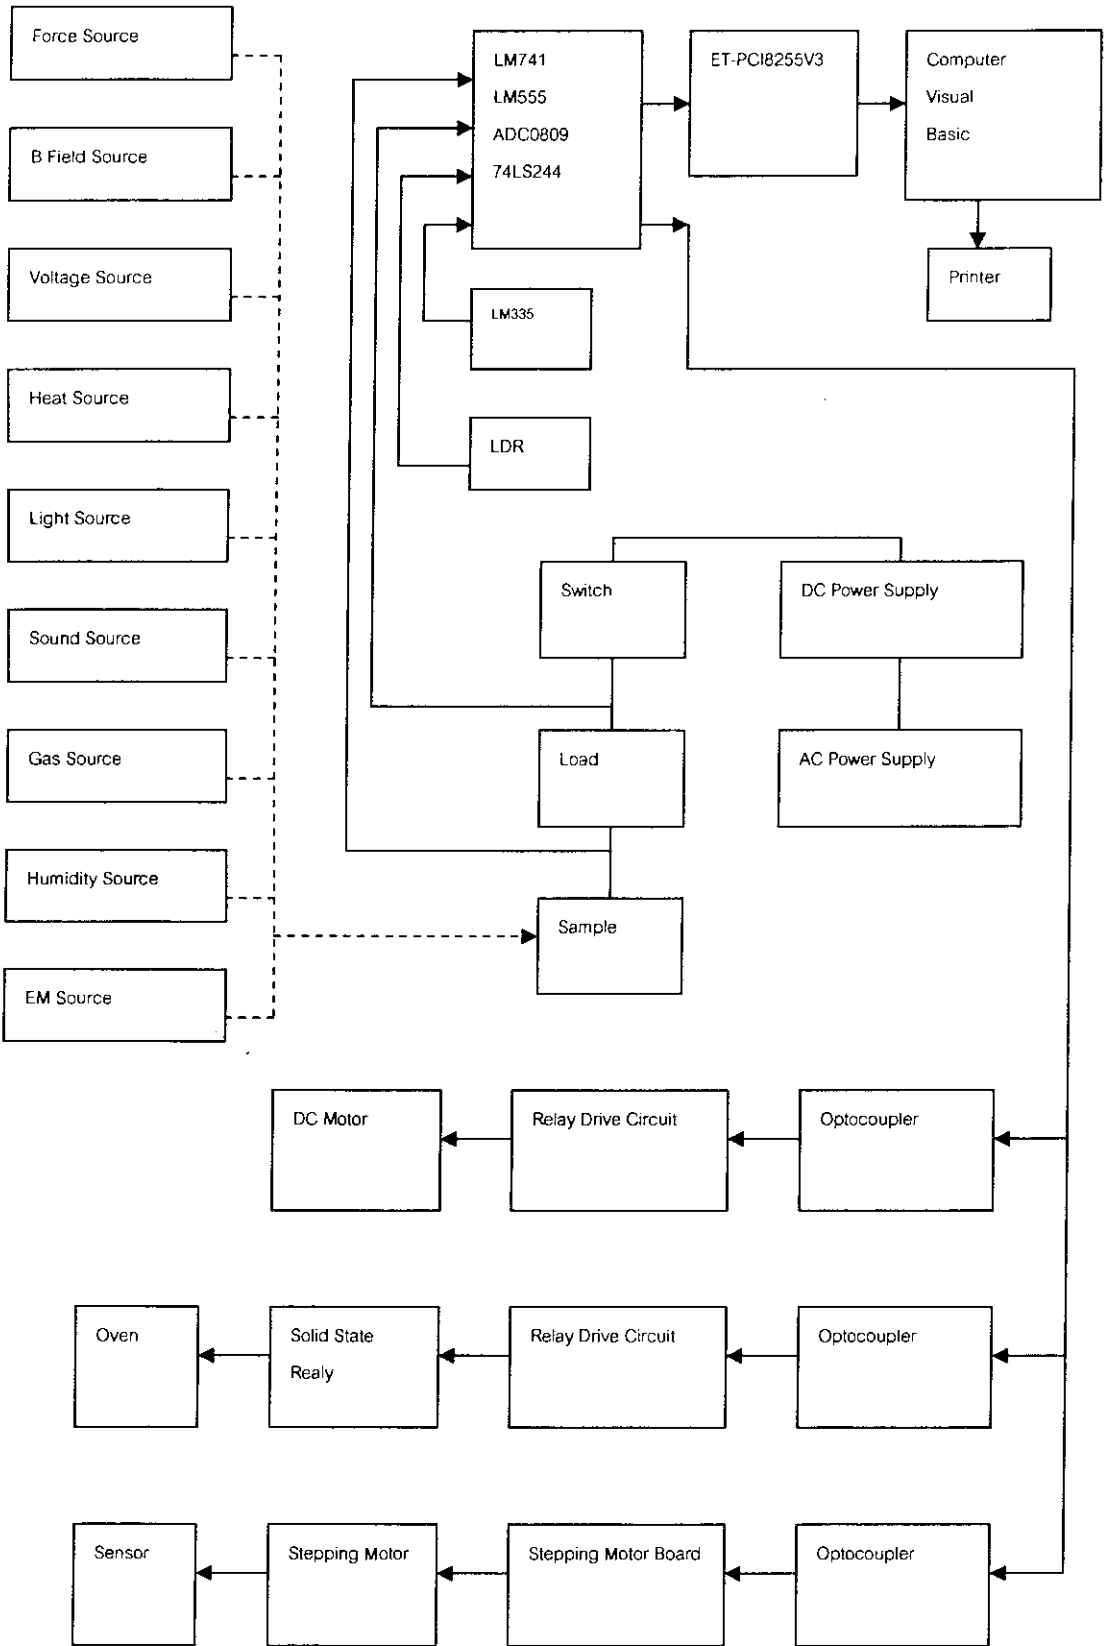 Force Source
B Field Source
Voltage Source
Heat Source
Light Source
Sound Source
Gas Source
Humidity Source
EM Source
LM741
LM555
ADC0809
74LS244
ET-PCI8255V3
Computer
Visual
Basic
Printer
LM335
LDR
Switch
DC Power Supply
Load
AC Power Supply
Sample
DC Motor
Relay Drive Circuit
Optocoupler
Oven
Solid State
Realy
Relay Drive Circuit
Optocoupler
Sensor
Stepping Motor
Stepping Motor Board
Optocoupler